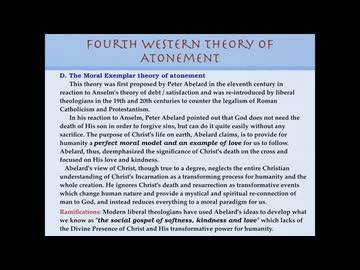 FOURTH WESTERN THEORY OF
ATONEMENT
D. The Moral Exemplar theory of atonement
This theory was first proposed by Peter Abelard in the eleventh century in
reaction to Anselm's theory of debt / satisfaction and was re-introduced by liberal
theologians in the 19th and 20th centuries to counter the legalism of Roman
Catholicism and Protestantism.
In his reaction to Anselm, Peter Abelard pointed out that God does not need the
death of His son in order to forgive sins, but can do it quite easily without any
sacrifice. The purpose of Christ's life on earth, Abelard claims, is to provide for
humanity a perfect moral model and an example of love for us to follow.
Abelard, thus, deemphasized the significance of Christ's death on the cross and
focused on His love and kindness.
Abelard's view of Christ, though true to a degree, neglects the entire Christian
understanding of Christ's Incarnation as a transforming process for humanity and the
whole creation. He ignores Christ's death and resurrection as transformative events
which change human nature and provide a mystical and spiritual re-connection of
man to God, and instead reduces everything to a moral paradigm for us.
Ramifications: Modern liberal theologians have used Abelard's ideas to develop what
we know as "the social gospel of softness, kindness and love" which lacks of
the Divine Presence of Christ and His transformative power for humanity.